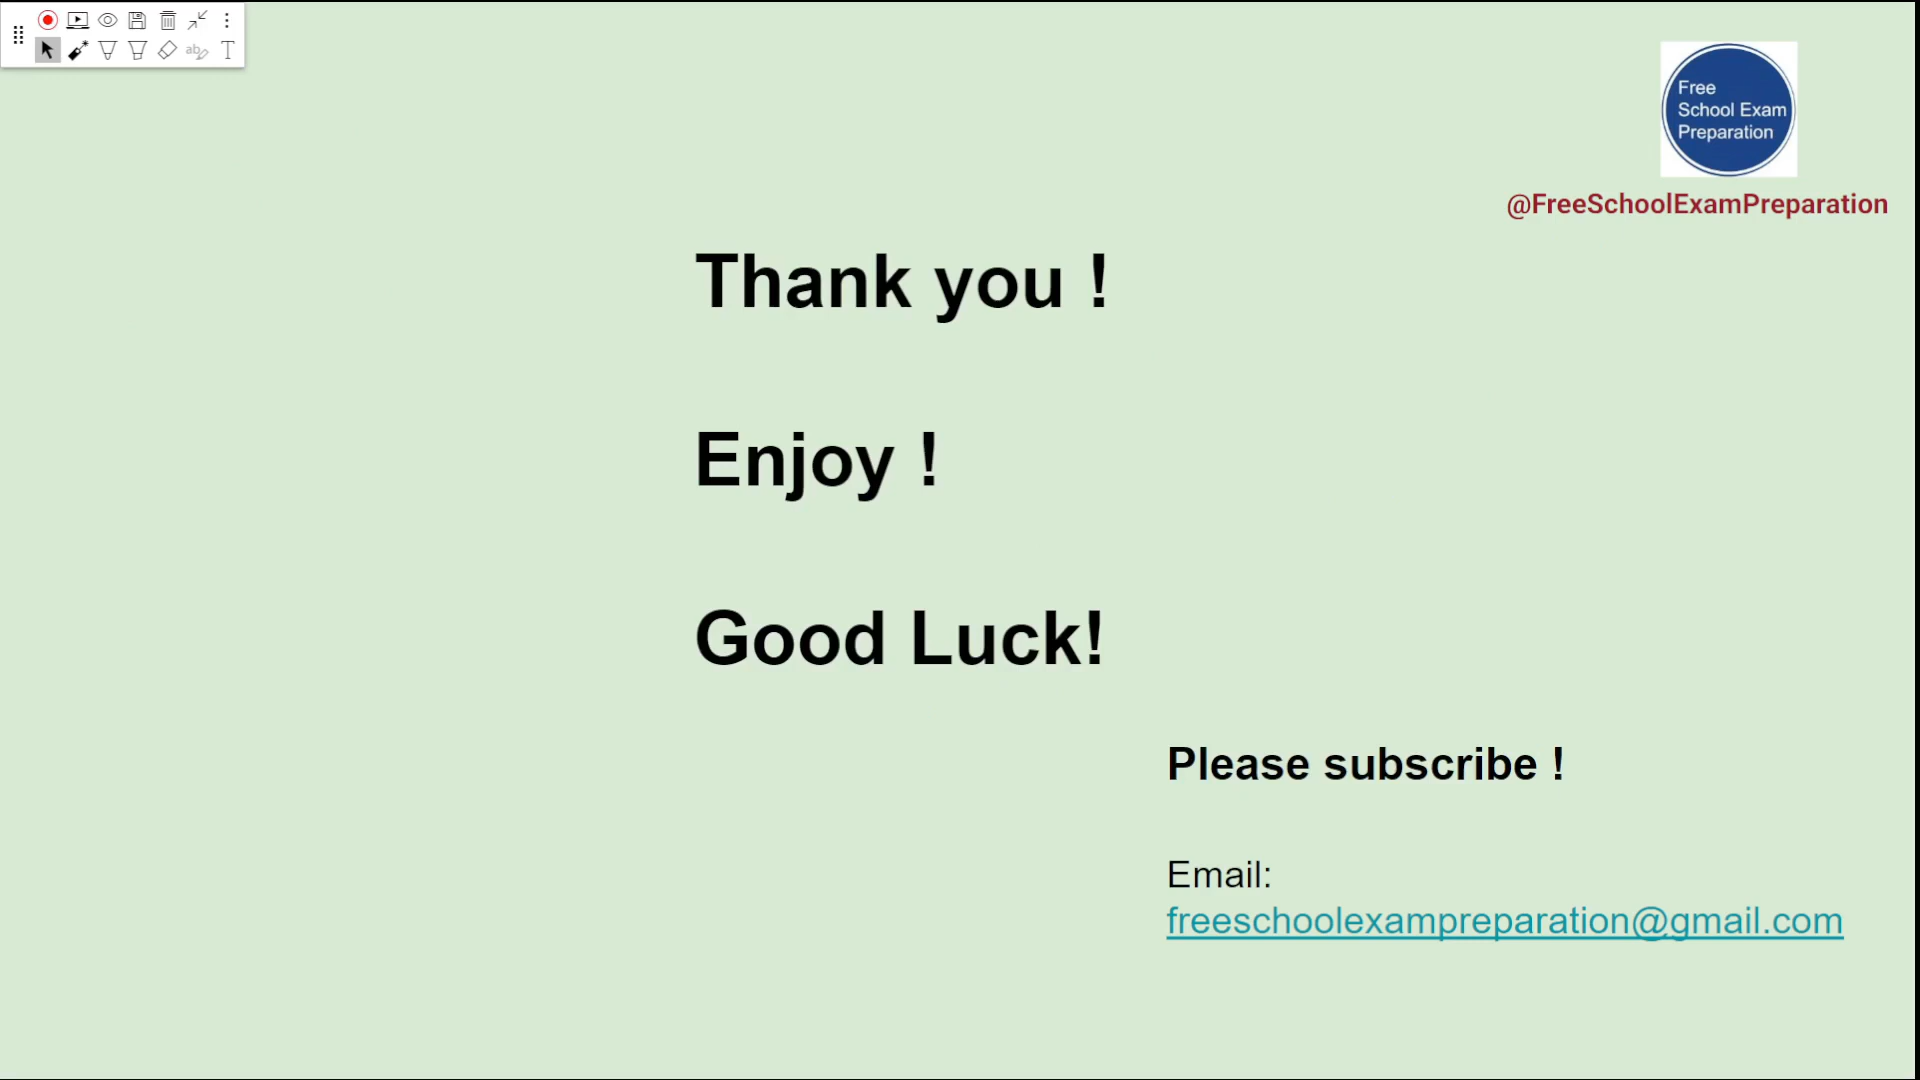 Free
School Exam
Preparation
@FreeSchoolExamPreparation
Thank you !
Enjoy !
Good Luck!
Please subscribe !
Email:
freeschoolexampreparation@gmail.com